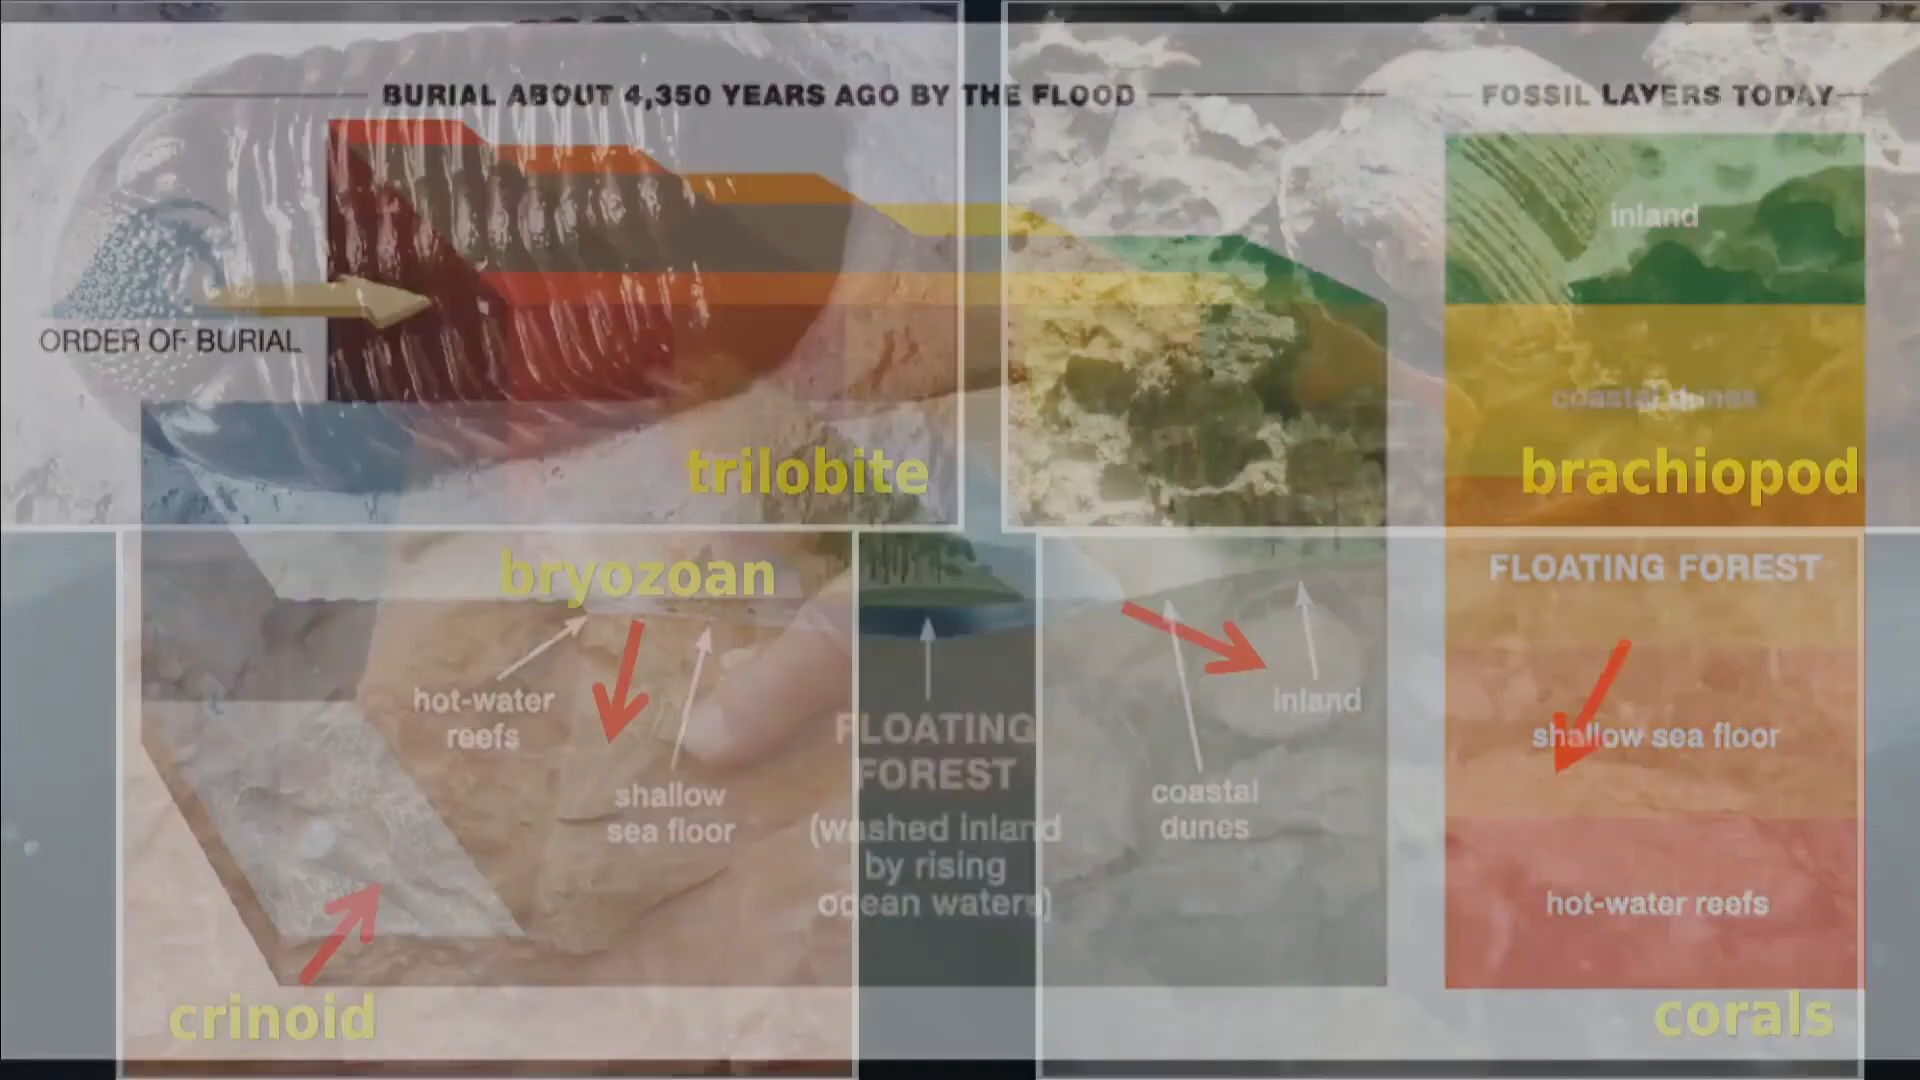 BURIAL ABOUT 4,350 YEARS AGO BY THE FLOOD
FOSSIL LAYERS TODAY
inland
ORDER OF BURIAL
coastal dunes
trilobite
brachiopod
bryozoan
FLOATING FOREST
hot-water
reefs
shallow
sea floor
FLOATING
FOREST
(washed inland
by rising
ocean waters)
coastal
dunes
inland
shallow sea floor
hot-water reefs
crinoid
corals